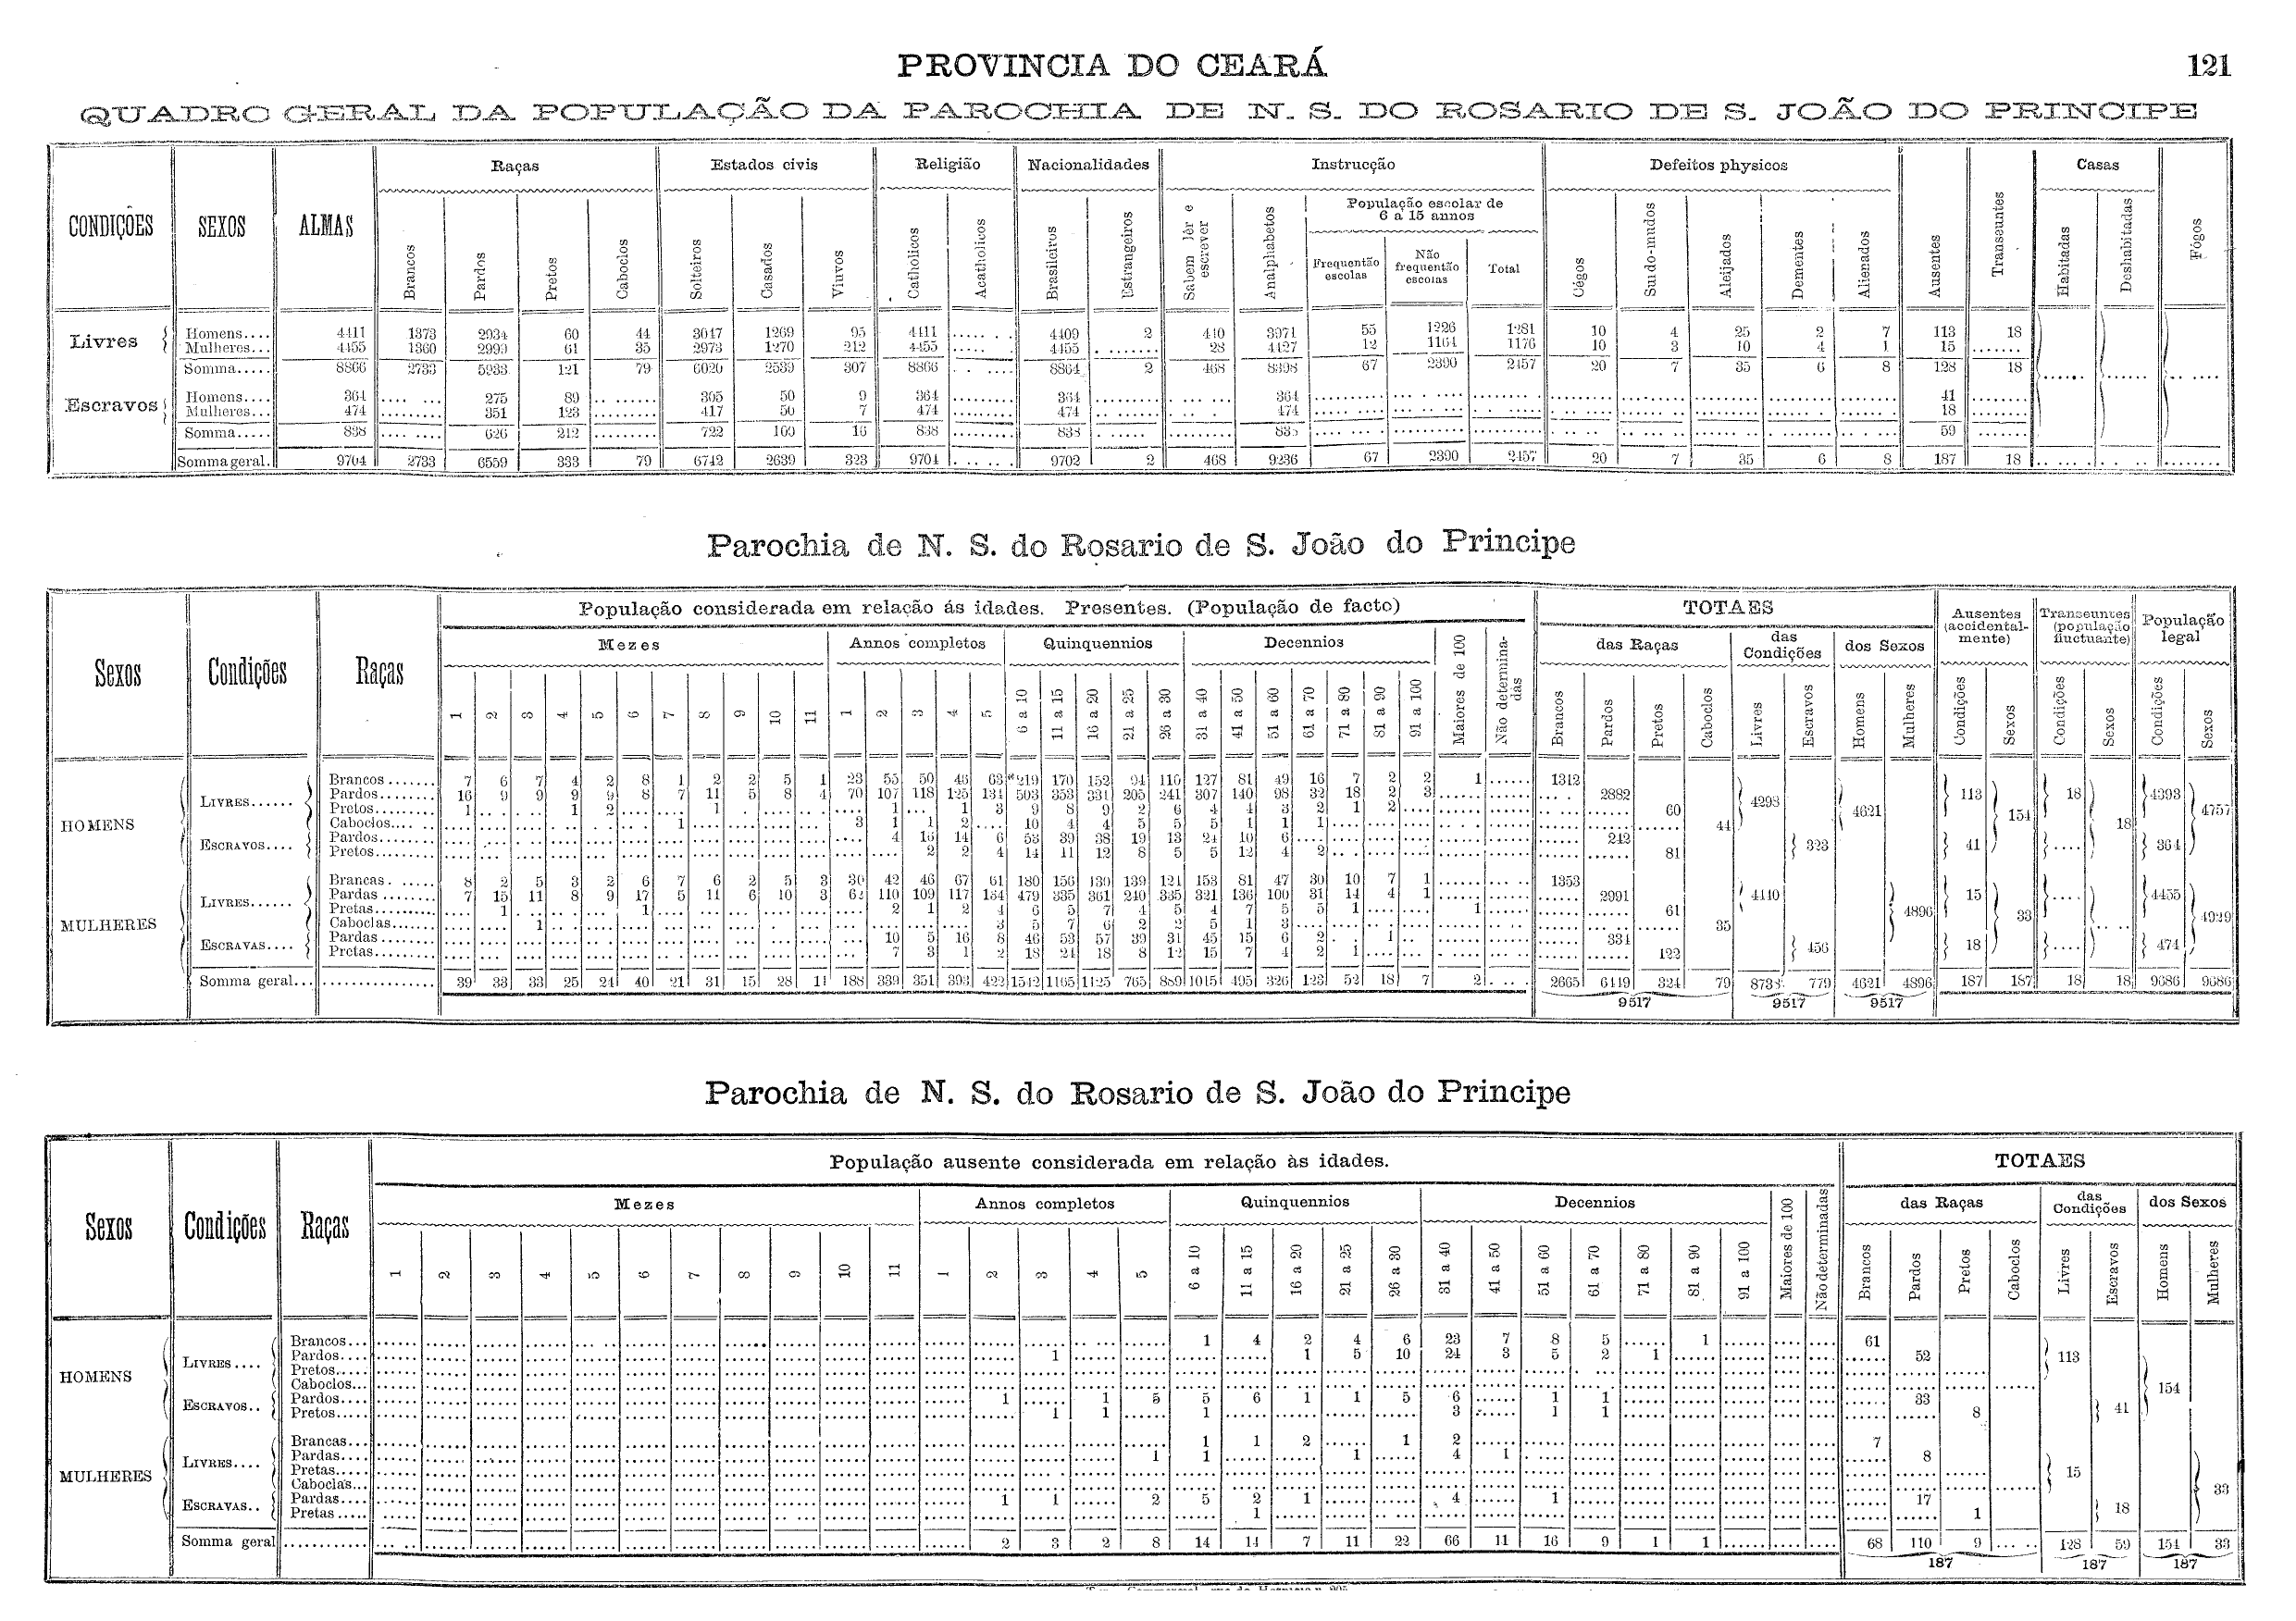 PROVINCIA DO CEARÁ
121
QUADRO GERAL DA POPULAÇÃO DA PAROCHIA DE N. S. DO ROSARIO DE S. JOÃO DO PRINCIPE
CONDIÇÕES SEXOS ALMAS Raças Estados civis Religião Nacionalidades Instrucção Defeitos physicos Ausentes Transeuntes Casas Fógos
Brancos Pardos Pretos Caboclos Solteiros Casados Viuvos Catholicos Acatholicos Brasileiros Estrangeiros Sabem lêr e escrever Analphabetos População escolar de 6 a 15 annos Cégos Surdo-mudos Aleijados Dementes Alienados Habitadas Deshabitadas
Frequentão escolas Não frequentão escolas Total
Livres Homens.... 4411 1373 2934 60 44 3047 1269 95 4411 4409 2 440 3971 55 1226 1281 10 4 25 2 7 113 18
Mulheres... 4455 1360 2999 61 35 2973 1270 212 4455 4455 28 4427 12 1164 1176 10 3 10 4 1 15
Somma..... 8866 2733 5933 121 79 6020 2539 307 8866 8864 2 468 8398 67 2390 2457 20 7 35 6 8 128 18
Escravos Homens.... 364 275 89 305 50 9 364 364 364 41
Mulheres... 474 351 123 417 50 7 474 474 474 18
Somma..... 838 626 212 722 100 16 838 838 838 59
Somma geral. 9704 2733 6559 333 79 6742 2639 323 9704 9702 2 468 9236 67 2390 2457 20 7 35 6 8 187 18
Parochia de N. S. do Rosario de S. João do Principe
Sexos Condições Raças População considerada em relação ás idades. Presentes. (População de facto) TOTAES Ausentes (accidentalmente) Transeuntes (população fluctuante) População legal
Mezes Annos completos Quinquennios Decennios Maiores de 100 Não determinadas das Raças das Condições dos Sexos
1 2 3 4 5 6 7 8 9 10 11 1 2 3 4 5 6 a 10 11 a 15 16 a 20 21 a 25 26 a 30 31 a 40 41 a 50 51 a 60 61 a 70 71 a 80 81 a 90 91 a 100 Brancos Pardos Pretos Caboclos Livres Escravos Homens Mulheres Condições Sexos Condições Sexos Condições Sexos
HOMENS LIVRES...... Brancos....... 7 6 7 4 2 8 1 2 2 5 1 23 55 50 46 63 219 170 152 94 116 127 81 49 16 7 2 2 1 1312
Pardos........ 16 9 9 9 9 8 7 11 5 8 4 70 107 118 125 134 503 353 331 205 241 307 140 98 32 18 2 3 2882
Pretos......... 1 1 2 1 1 1 3 9 8 9 2 6 4 4 3 2 1 2 60
Caboclos.... 1 3 1 1 2 10 4 4 5 5 5 1 1 1 44
4293 4621 113 154 18 18 4393 4757
ESCRAVOS.... Pardos........ 4 16 14 6 53 39 38 19 13 24 10 6 242
Pretos......... 2 2 4 14 11 12 8 5 5 12 4 2 81
323 41 364
MULHERES LIVRES...... Brancas. ..... 8 2 5 3 2 6 7 6 2 5 3 30 42 46 67 61 180 156 130 139 121 153 81 47 30 10 7 1 1353
Pardas ........ 7 15 11 8 9 17 5 11 6 10 3 62 110 109 117 134 479 335 361 240 335 321 136 100 31 14 4 1 2991
Pretas.......... 1 1 2 1 2 4 6 5 7 4 5 4 7 5 5 1 1 61
Caboclas..... 1 3 5 7 6 2 2 5 1 3 35
4440 4896 15 33 4455 4929
ESCRAVAS.... Pardas........ 10 5 16 8 46 53 57 39 31 45 15 6 2 1 334
Pretas......... 7 3 1 2 18 24 18 8 12 15 7 4 2 1 122
456 18 474
Somma geral... 39 33 33 25 24 40 21 31 15 28 11 188 339 351 393 422 1542 1165 1125 765 889 1015 495 326 123 52 18 7 2 2665 6449 324 79 8738 779 4621 4896 187 187 18 18 9686 9686
9517 9517 9517
Parochia de N. S. do Rosario de S. João do Principe
Sexos Condições Raças População ausente considerada em relação às idades. TOTAES
Mezes Annos completos Quinquennios Decennios Maiores de 100 Não determinadas das Raças das Condições dos Sexos
1 2 3 4 5 6 7 8 9 10 11 1 2 3 4 5 6 a 10 11 a 15 16 a 20 21 a 25 26 a 30 31 a 40 41 a 50 51 a 60 61 a 70 71 a 80 81 a 90 91 a 100 Brancos Pardos Pretos Caboclos Livres Escravos Homens Mulheres
HOMENS LIVRES.... Brancos... 1 4 2 4 6 23 7 8 5 1 61
Pardos.... 1 1 5 10 24 3 5 2 1 52
Pretos.....
Caboclos...
113 154
ESCRAVOS.. Pardos.... 1 1 5 5 6 1 1 5 6 1 1 33
Pretos..... 1 1 1 3 1 1 8
41
MULHERES LIVRES.... Brancas... 1 1 2 1 2 7
Pardas.... 1 1 1 4 1 8
Pretas.....
Caboclas...
15 33
ESCRAVAS.. Pardas.... 1 1 2 5 2 1 4 1 17
Pretas ..... 1 1
18
Somma geral 2 3 2 8 14 14 7 11 22 66 11 16 9 1 1 68 110 9 128 59 154 33
187 187 187